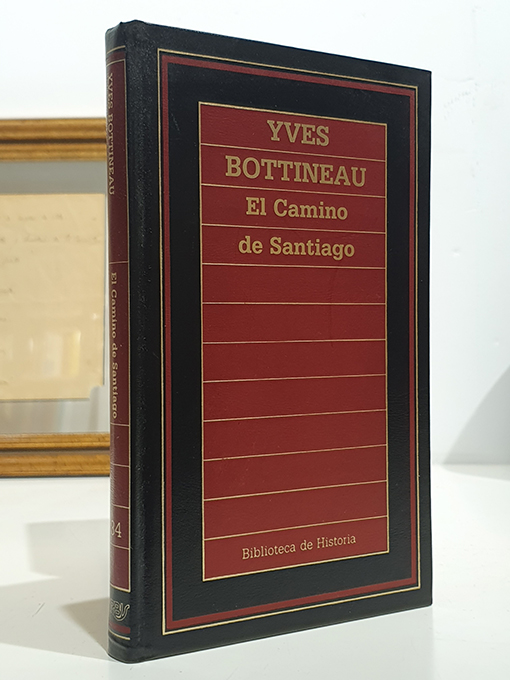 YVES
BOTTINEAU
El Camino
de Santiago
Biblioteca de Historia
YVES BOTTINEAU
El Camino de Santiago